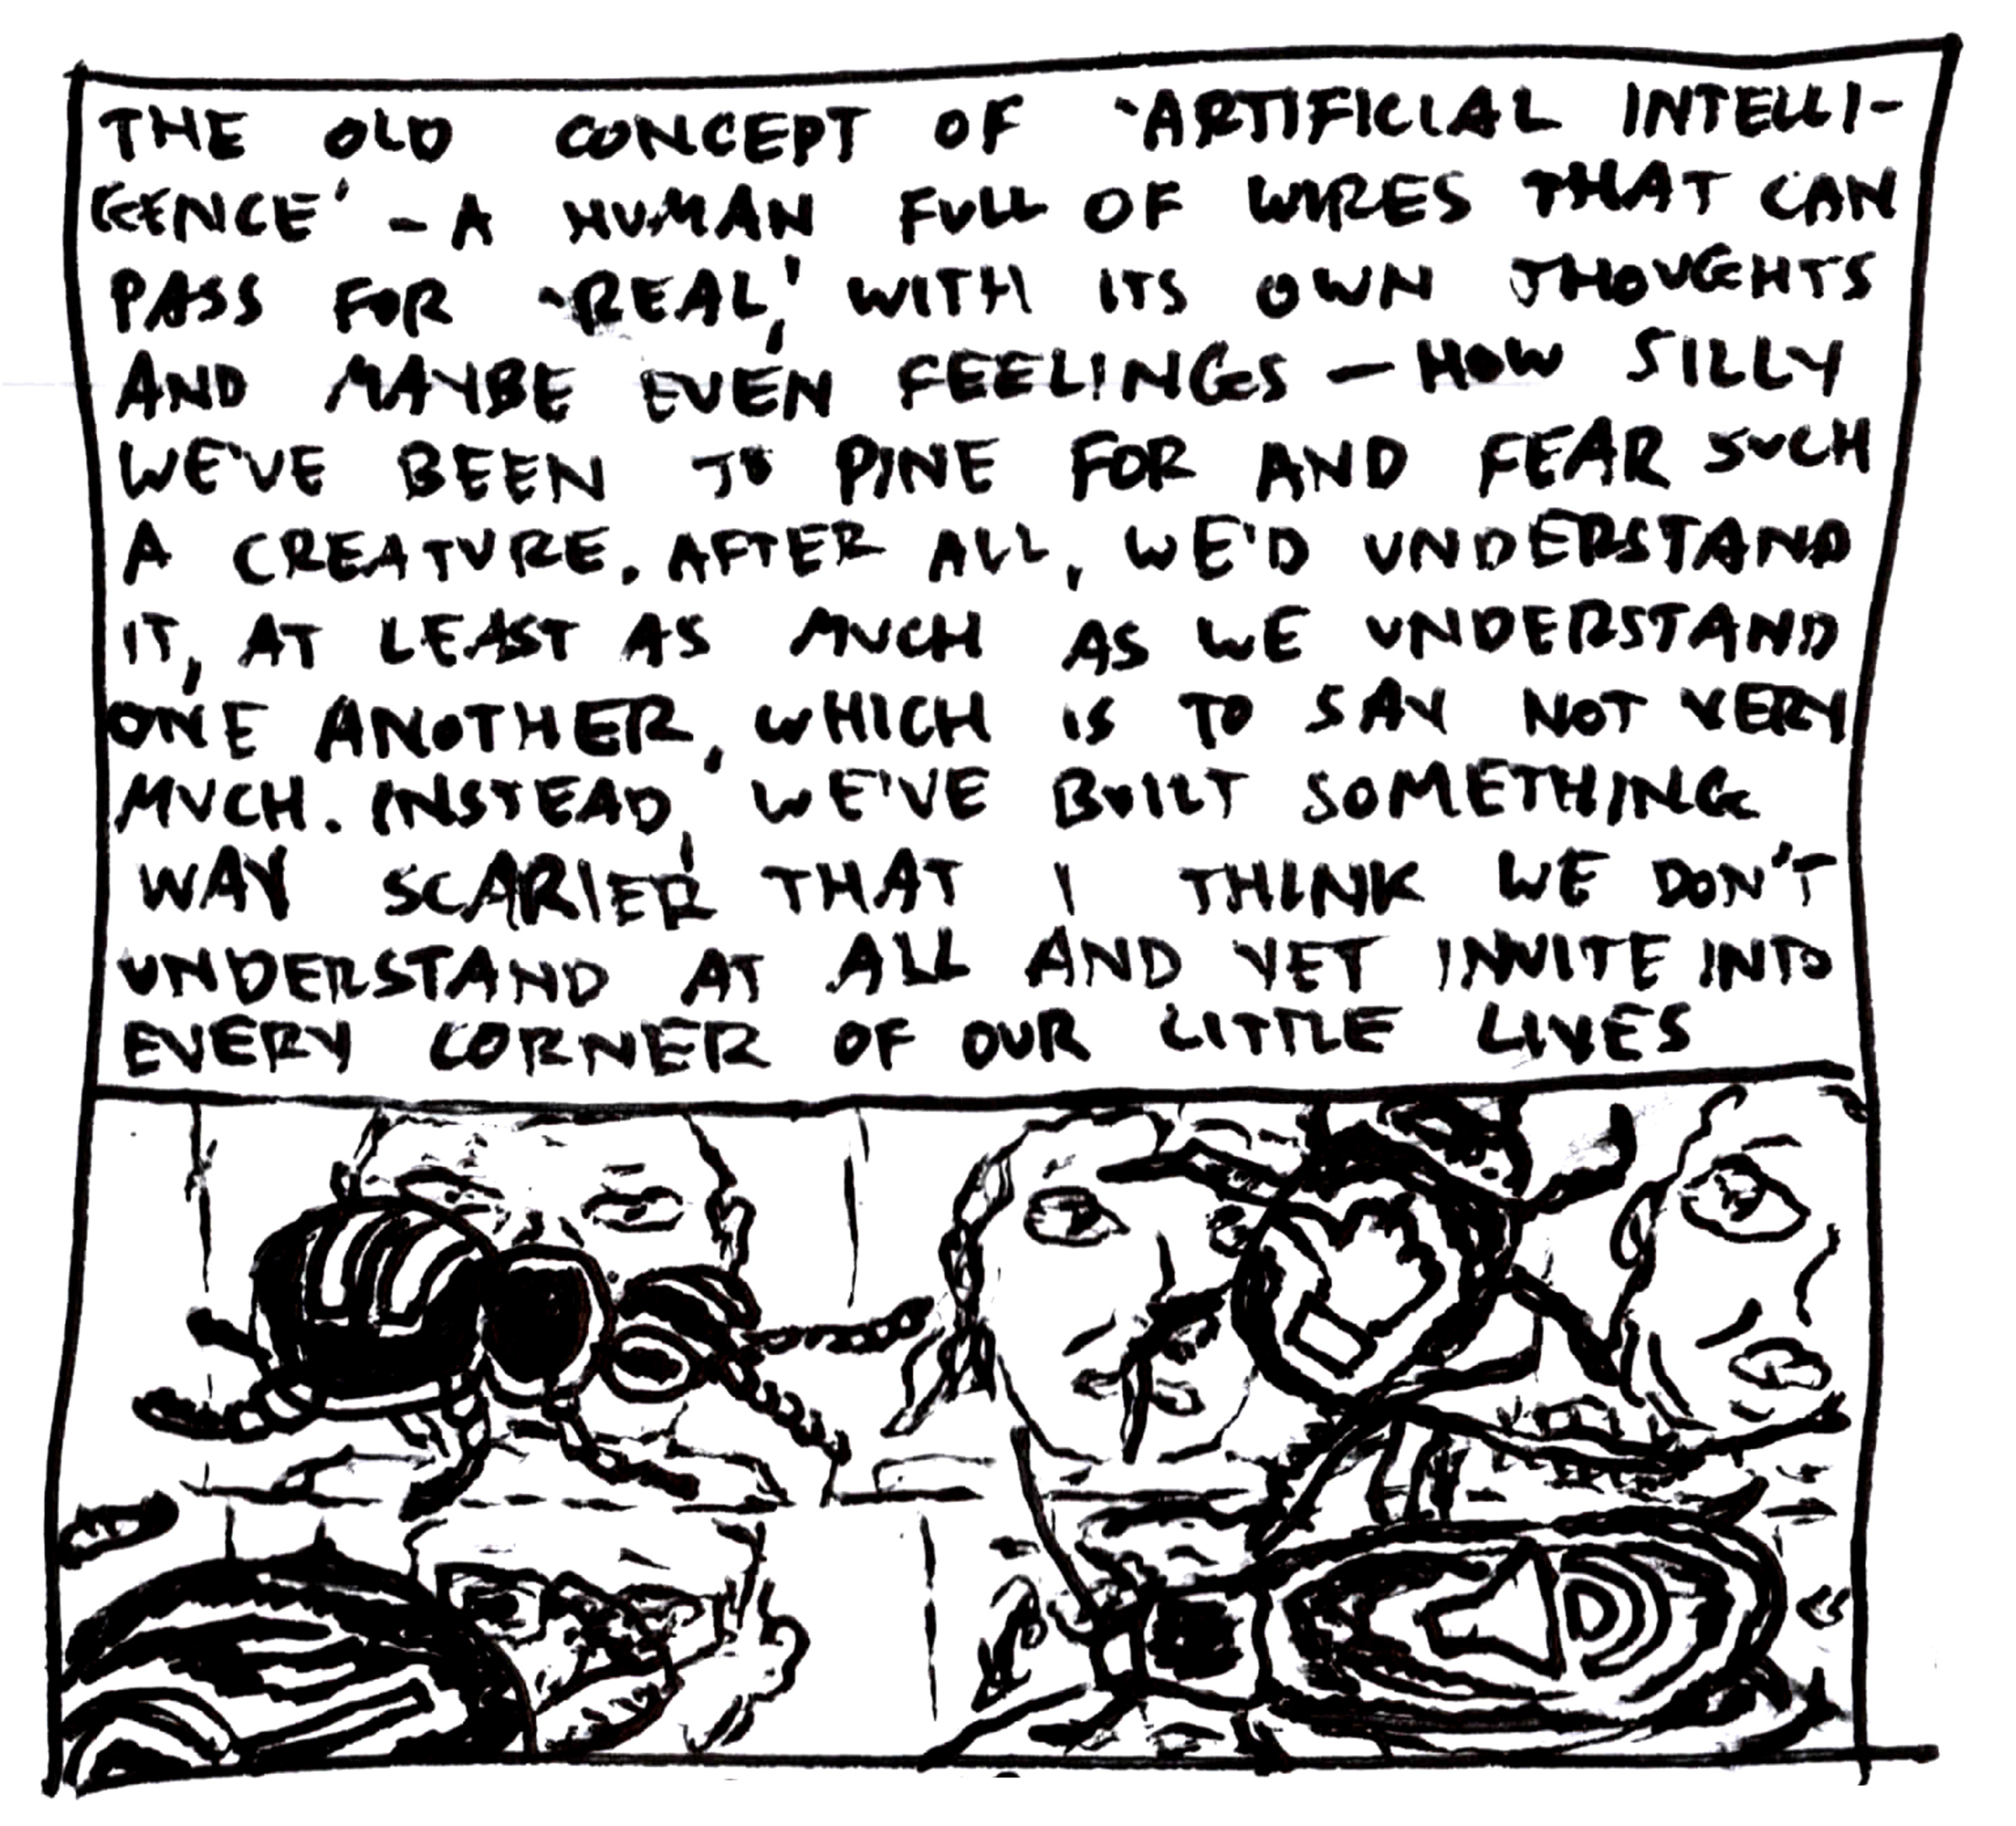 THE OLD CONCEPT OF 'ARTIFICIAL INTELLI-
GENCE' - A HUMAN FULL OF WIRES THAT CAN
PASS FOR 'REAL,' WITH ITS OWN THOUGHTS
AND MAYBE EVEN FEELINGS — HOW SILLY
WE'VE BEEN TO PINE FOR AND FEAR SUCH
A CREATURE. AFTER ALL, WE'D UNDERSTAND
IT, AT LEAST AS MUCH AS WE UNDERSTAND
ONE ANOTHER, WHICH IS TO SAY NOT VERY
MUCH. INSTEAD, WE'VE BUILT SOMETHING
WAY SCARIER THAT I THINK WE DON'T
UNDERSTAND AT ALL AND YET INVITE INTO
EVERY CORNER OF OUR LITTLE LIVES